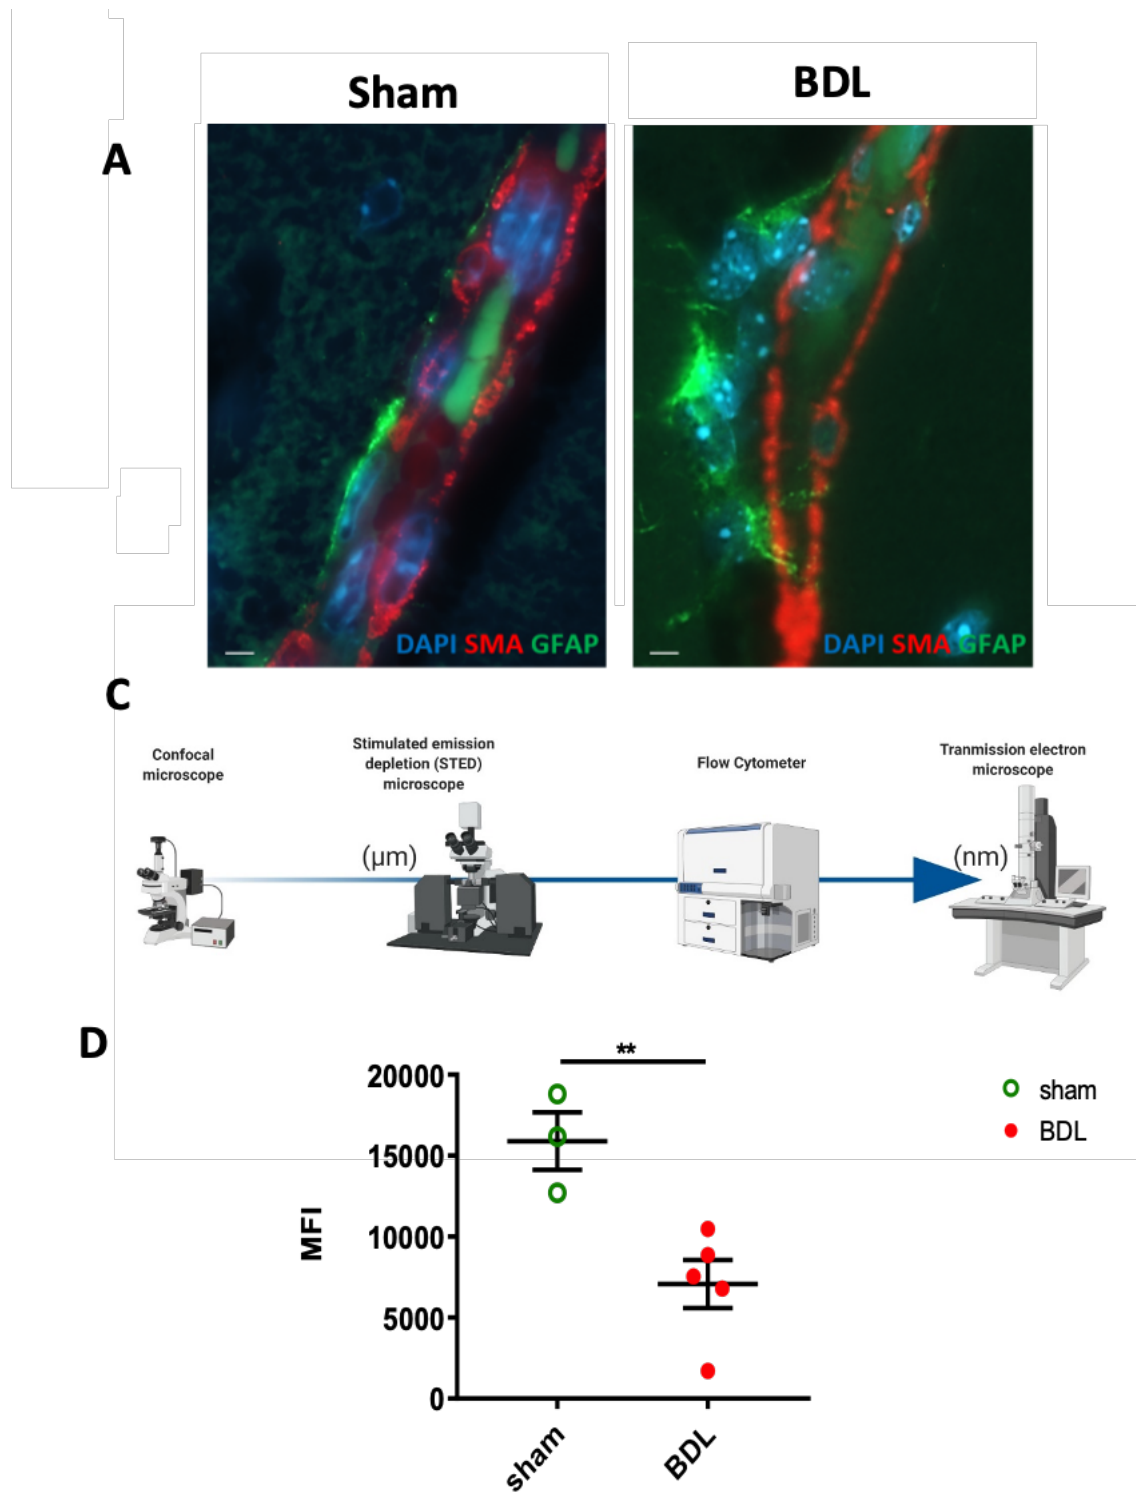 Sham
BDL
A
DAPI SMA GFAP
DAPI SMA GFAP
C
Confocal
microscope
Stimulated emission
depletion (STED)
microscope
Flow Cytometer
Tranmission electron
microscope
(μm)
(nm)
D
**
20000
15000
10000
5000
0
MFI
sham
BDL
sham
BDL